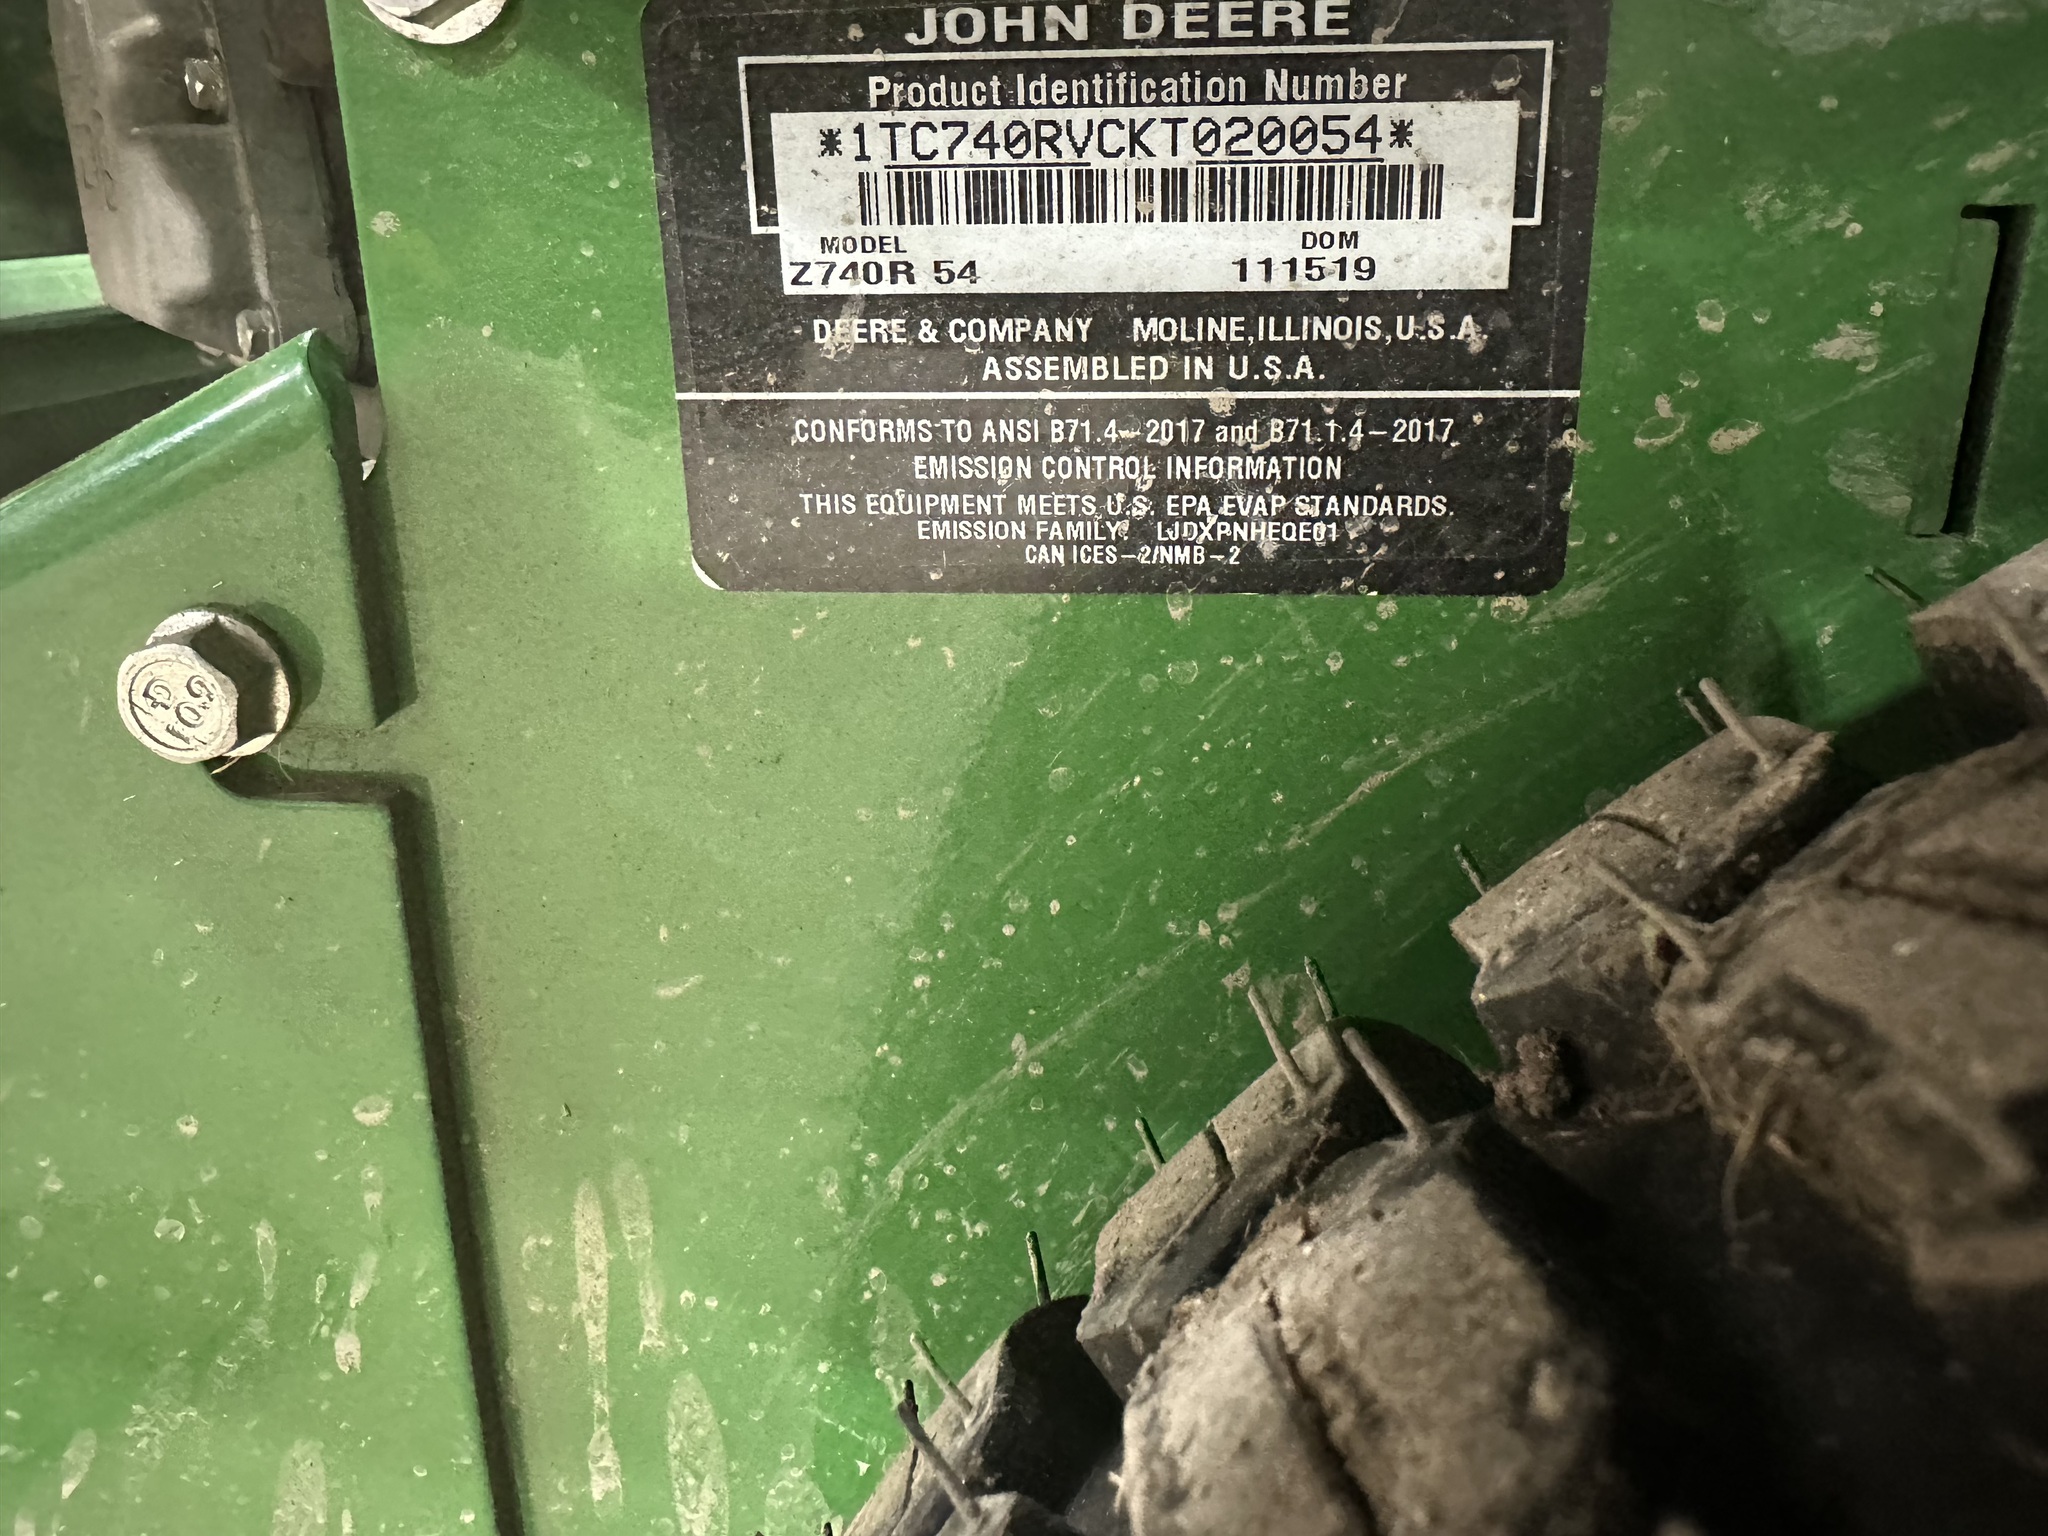 JOHN DEERE
Product Identification Number
*1TC740RVCKT020054*
MODEL DOM
Z740R 54 111519
DEERE & COMPANY MOLINE, ILLINOIS, U.S.A.
ASSEMBLED IN U.S.A.
CONFORMS TO ANSI B71.4-2017 and B71.1.4-2017
EMISSION CONTROL INFORMATION
THIS EQUIPMENT MEETS U.S. EPA EVAP STANDARDS.
EMISSION FAMILY: LJDXPNHEQE01
CAN ICES-2/NMB-2